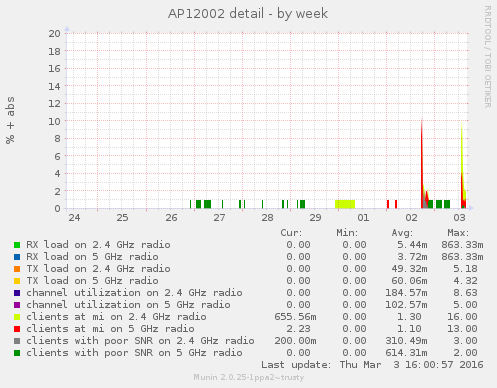 AP12002 detail - by week
RRDTOOL / TOBI OETIKER
% + abs
20
18
16
14
12
10
8
6
4
2
0
24 25 26 27 28 29 01 02 03
Cur: Min: Avg: Max:
RX load on 2.4 GHz radio 0.00 0.00 5.44m 863.33m
RX load on 5 GHz radio 0.00 0.00 3.72m 863.33m
TX load on 2.4 GHz radio 0.00 0.00 49.32m 5.18
TX load on 5 GHz radio 0.00 0.00 60.06m 4.32
channel utilization on 2.4 GHz radio 0.00 0.00 184.57m 8.63
channel utilization on 5 GHz radio 0.00 0.00 102.57m 5.00
clients at mi on 2.4 GHz radio 655.56m 0.00 1.30 16.00
clients at mi on 5 GHz radio 2.23 0.00 1.10 13.00
clients with poor SNR on 2.4 GHz radio 200.00m 0.00 310.49m 3.00
clients with poor SNR on 5 GHz radio 0.00 0.00 614.31m 2.00
Last update: Thu Mar 3 16:00:57 2016
Munin 2.0.25-1ppa2~trusty